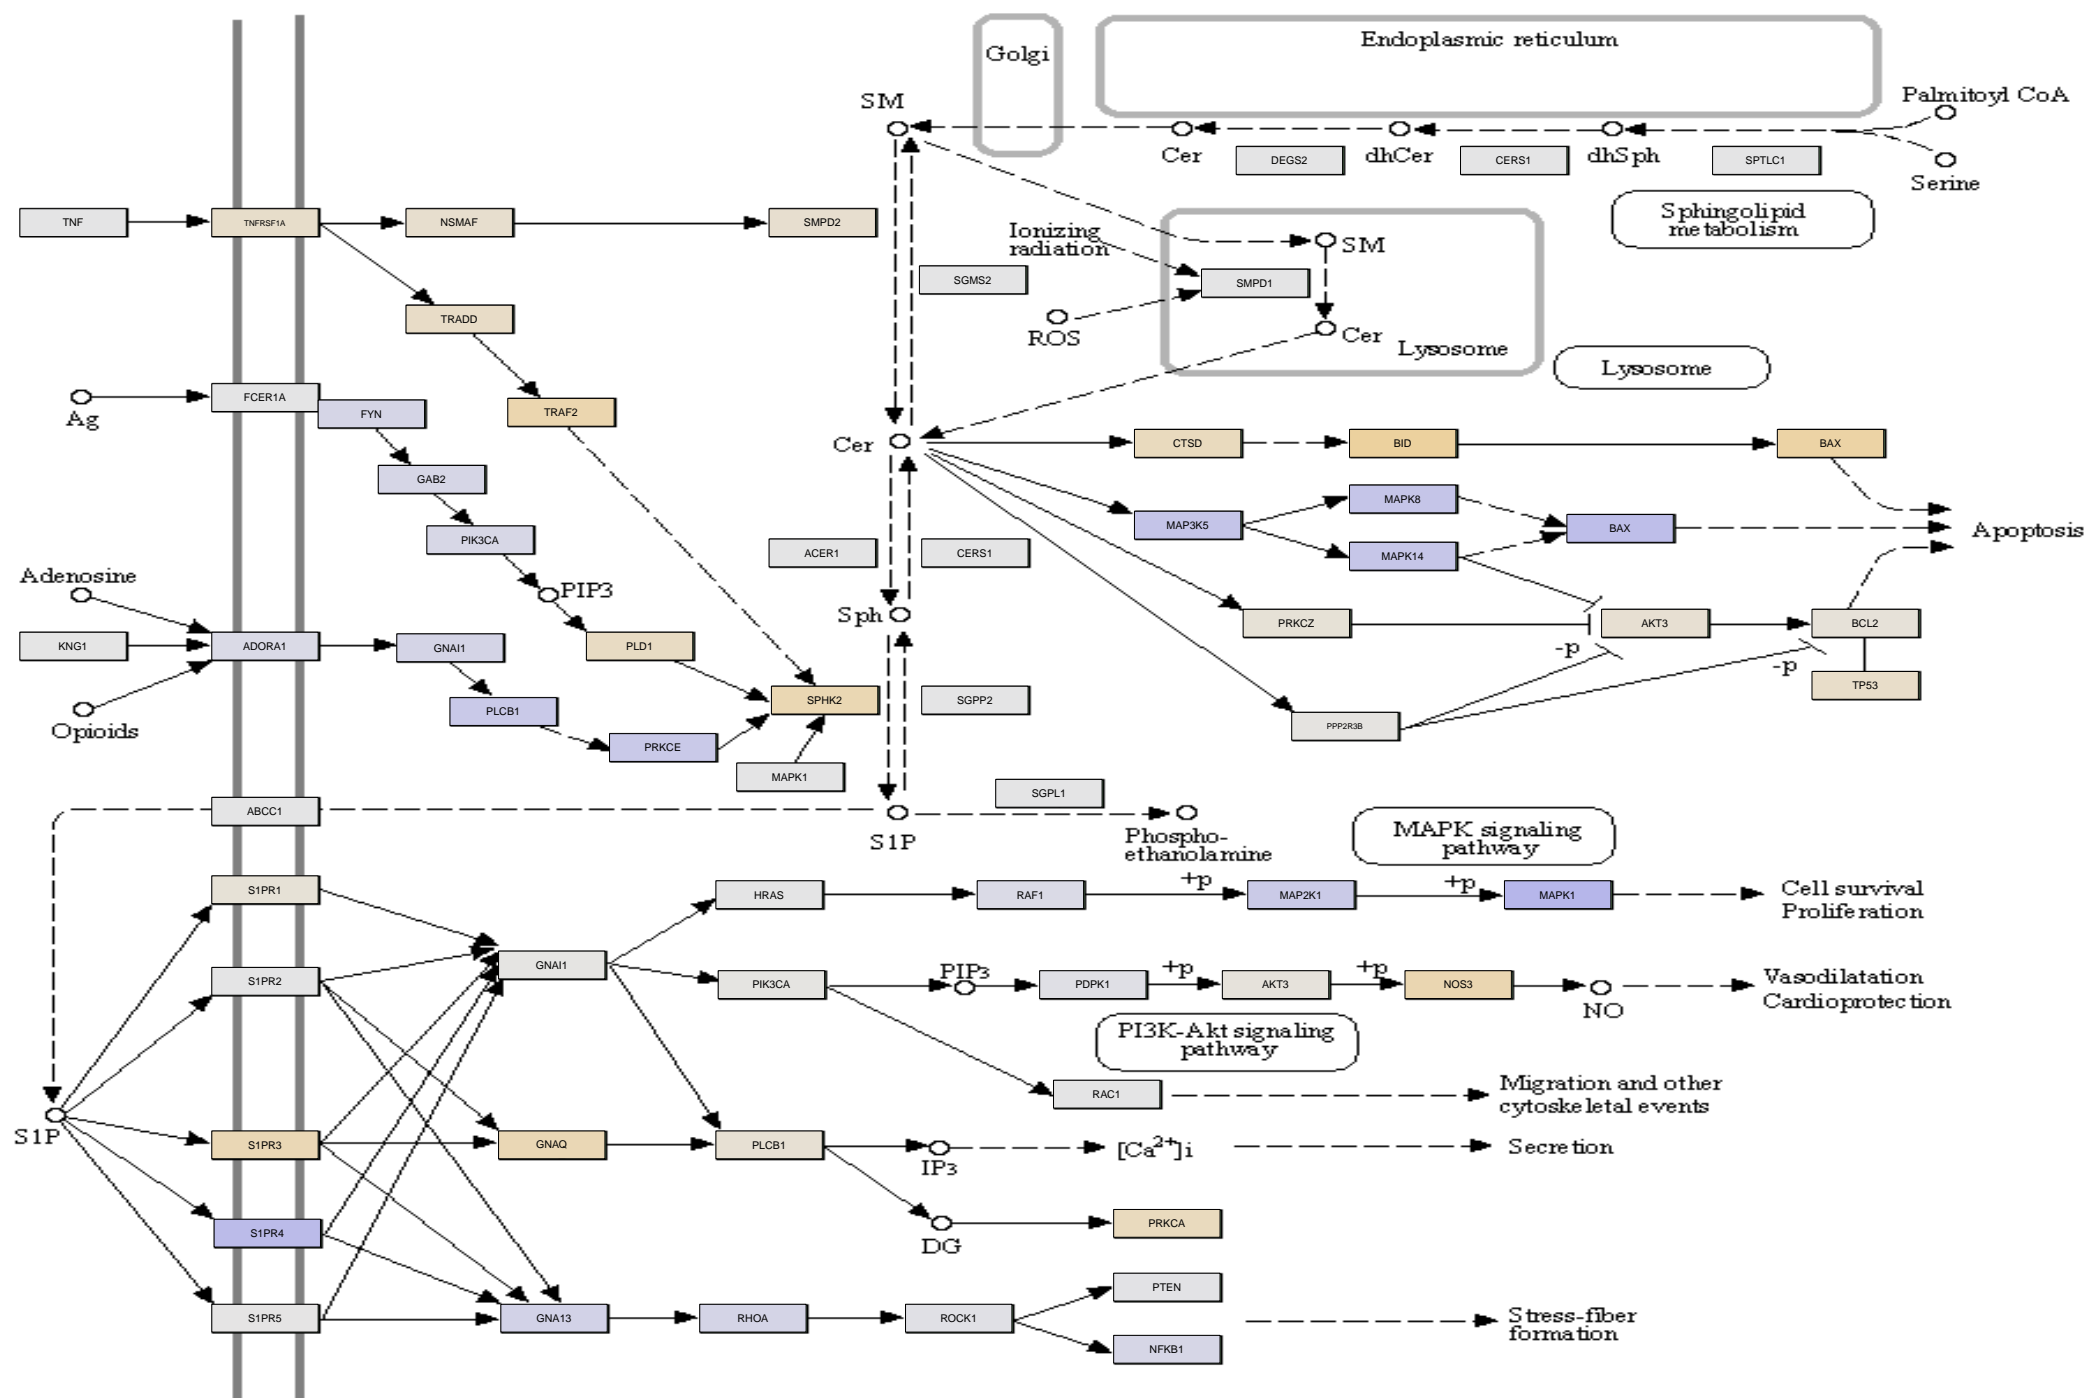 Golgi
Endoplasmic reticulum
SM
Palmitoyl CoA
Cer
DEGS2
dhCer
CERS1
dhSph
SPTLC1
Serine
TNF
TNFRSF1A
NSMAF
SMPD2
Sphingolipid
metabolism
Ionizing
radiation
SM
SGMS2
SMPD1
TRADD
ROS
Cer
Lysosome
Lysosome
Ag
FCER1A
FYN
TRAF2
Cer
CTSD
BID
BAX
GAB2
MAP3K5
MAPK8
BAX
Apoptosis
PIK3CA
ACER1
CERS1
MAPK14
Adenosine
PIP3
Sph
PRKCZ
AKT3
BCL2
KNG1
ADORA1
GNAI1
PLD1
-p
-p
TP53
Opioids
PLCB1
SPHK2
SGPP2
PPP2R3B
PRKCE
MAPK1
ABCC1
SGPL1
S1P
Phospho-
ethanolamine
MAPK signaling
pathway
S1PR1
HRAS
RAF1
+p
MAP2K1
+p
MAPK1
Cell survival
Proliferation
S1PR2
GNAI1
PIK3CA
PIP3
PDPK1
+p
AKT3
+p
NOS3
NO
Vasodilatation
Cardioprotection
PI3K-Akt signaling
pathway
RAC1
Migration and other
cytoskeletal events
S1P
S1PR3
GNAQ
PLCB1
IP3
[Ca2+]i
Secretion
S1PR4
DG
PRKCA
S1PR5
GNA13
RHOA
ROCK1
PTEN
NFKB1
Stress-fiber
formation